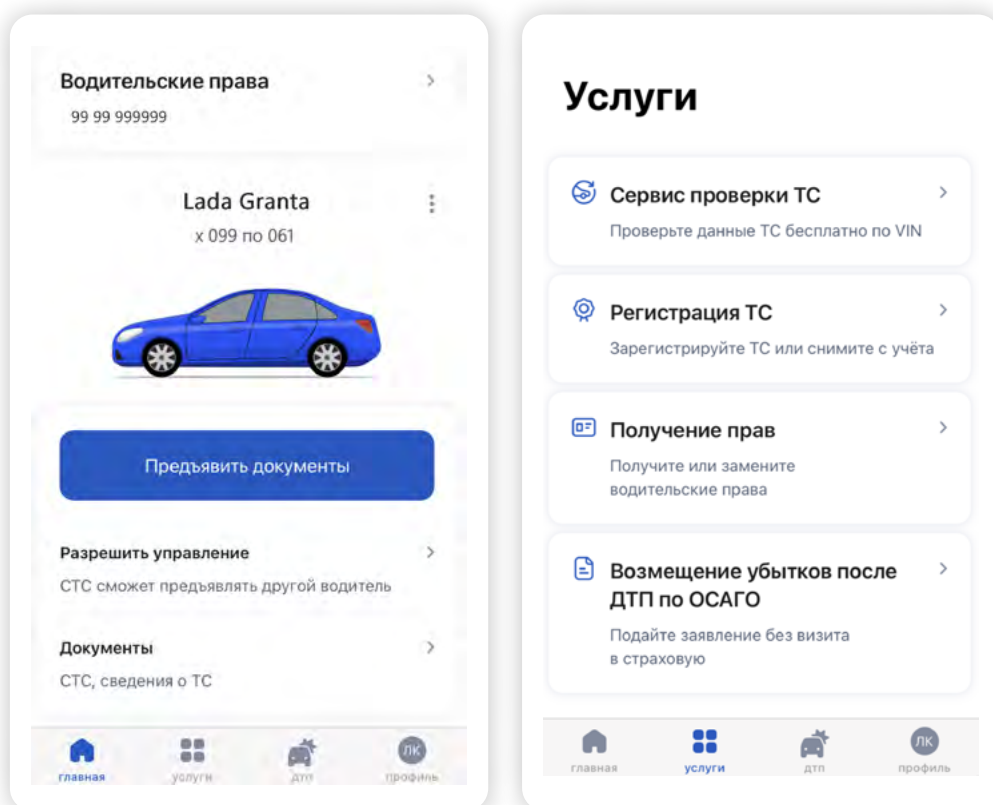 Водительские права
99 99 999999
Lada Granta
х 099 по 061
Предъявить документы
Разрешить управление
СТС сможет предъявлять другой водитель
Документы
СТС, сведения о ТС
главная
услуги
дтп
ЛК
профиль
Услуги
Сервис проверки ТС
Проверьте данные ТС бесплатно по VIN
Регистрация ТС
Зарегистрируйте ТС или снимите с учёта
Получение прав
Получите или замените
водительские права
Возмещение убытков после
ДТП по ОСАГО
Подайте заявление без визита
в страховую
главная
услуги
дтп
ЛК
профиль